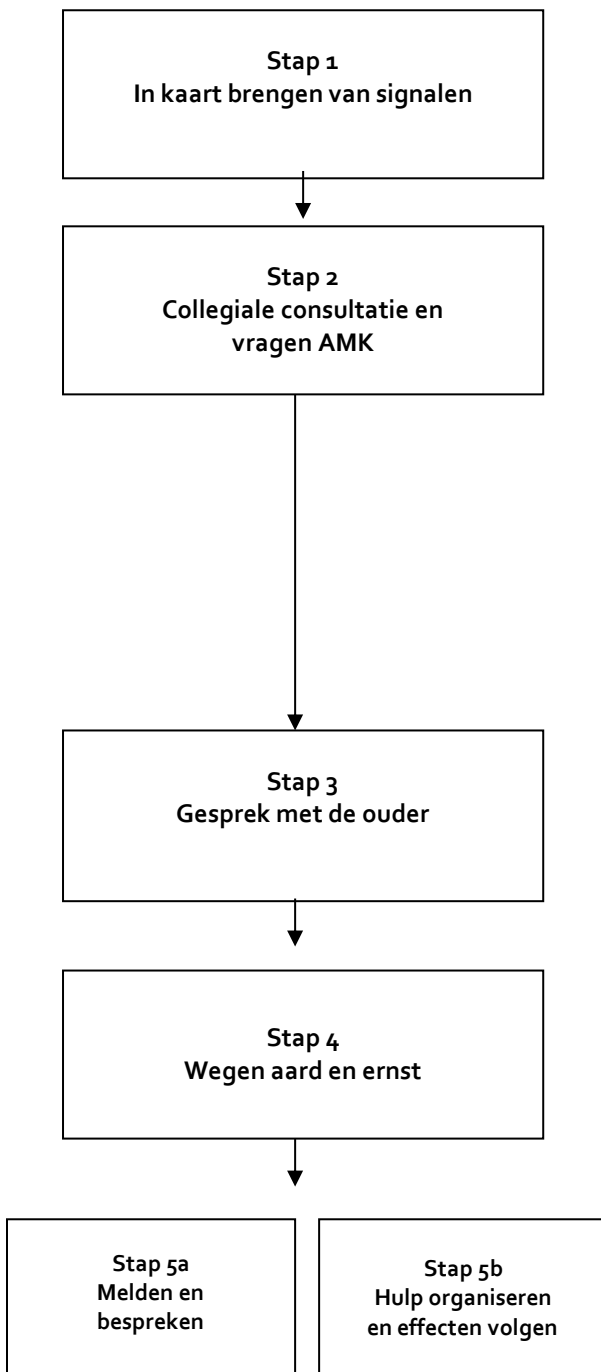 Stap 1
In kaart brengen van signalen
Stap 2
Collegiale consultatie en
vragen AMK
Stap 3
Gesprek met de ouder
Stap 4
Wegen aard en ernst
Stap 5a
Melden en
bespreken
Stap 5b
Hulp organiseren
en effecten volgen